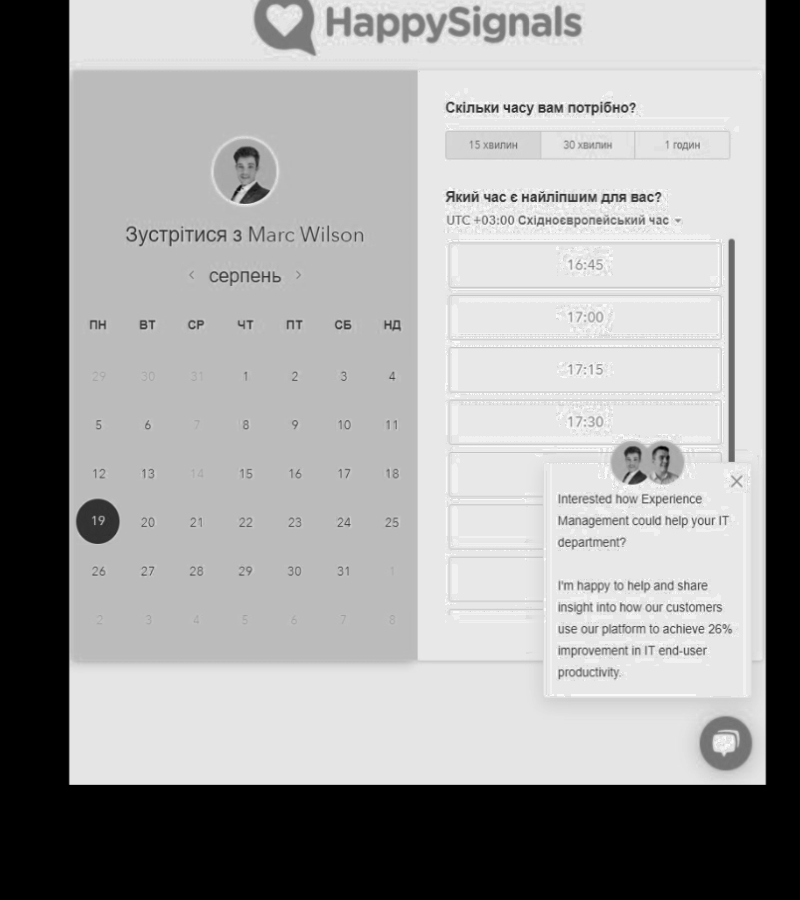 HappySignals
Зустрітися з Marc Wilson
серпень
ПН ВТ СР ЧТ ПТ СБ НД
29 30 31 1 2 3 4
5 6 7 8 9 10 11
12 13 14 15 16 17 18
19 20 21 22 23 24 25
26 27 28 29 30 31 1
2 3 4 5 6 7 8
Скільки часу вам потрібно?
15 хвилин 30 хвилин 1 годин
Який час є найліпшим для вас?
UTC +03:00 Східноєвропейський час
16:45
17:00
17:15
17:30
Interested how Experience
Management could help your IT
department?
I'm happy to help and share
insight into how our customers
use our platform to achieve 26%
improvement in IT end-user
productivity.